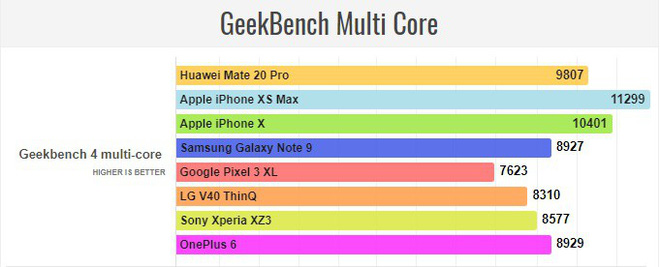 GeekBench Multi Core
Geekbench 4 multi-core
HIGHER IS BETTER
Huawei Mate 20 Pro 9807
Apple iPhone XS Max 11299
Apple iPhone X 10401
Samsung Galaxy Note 9 8927
Google Pixel 3 XL 7623
LG V40 ThinQ 8310
Sony Xperia XZ3 8577
OnePlus 6 8929